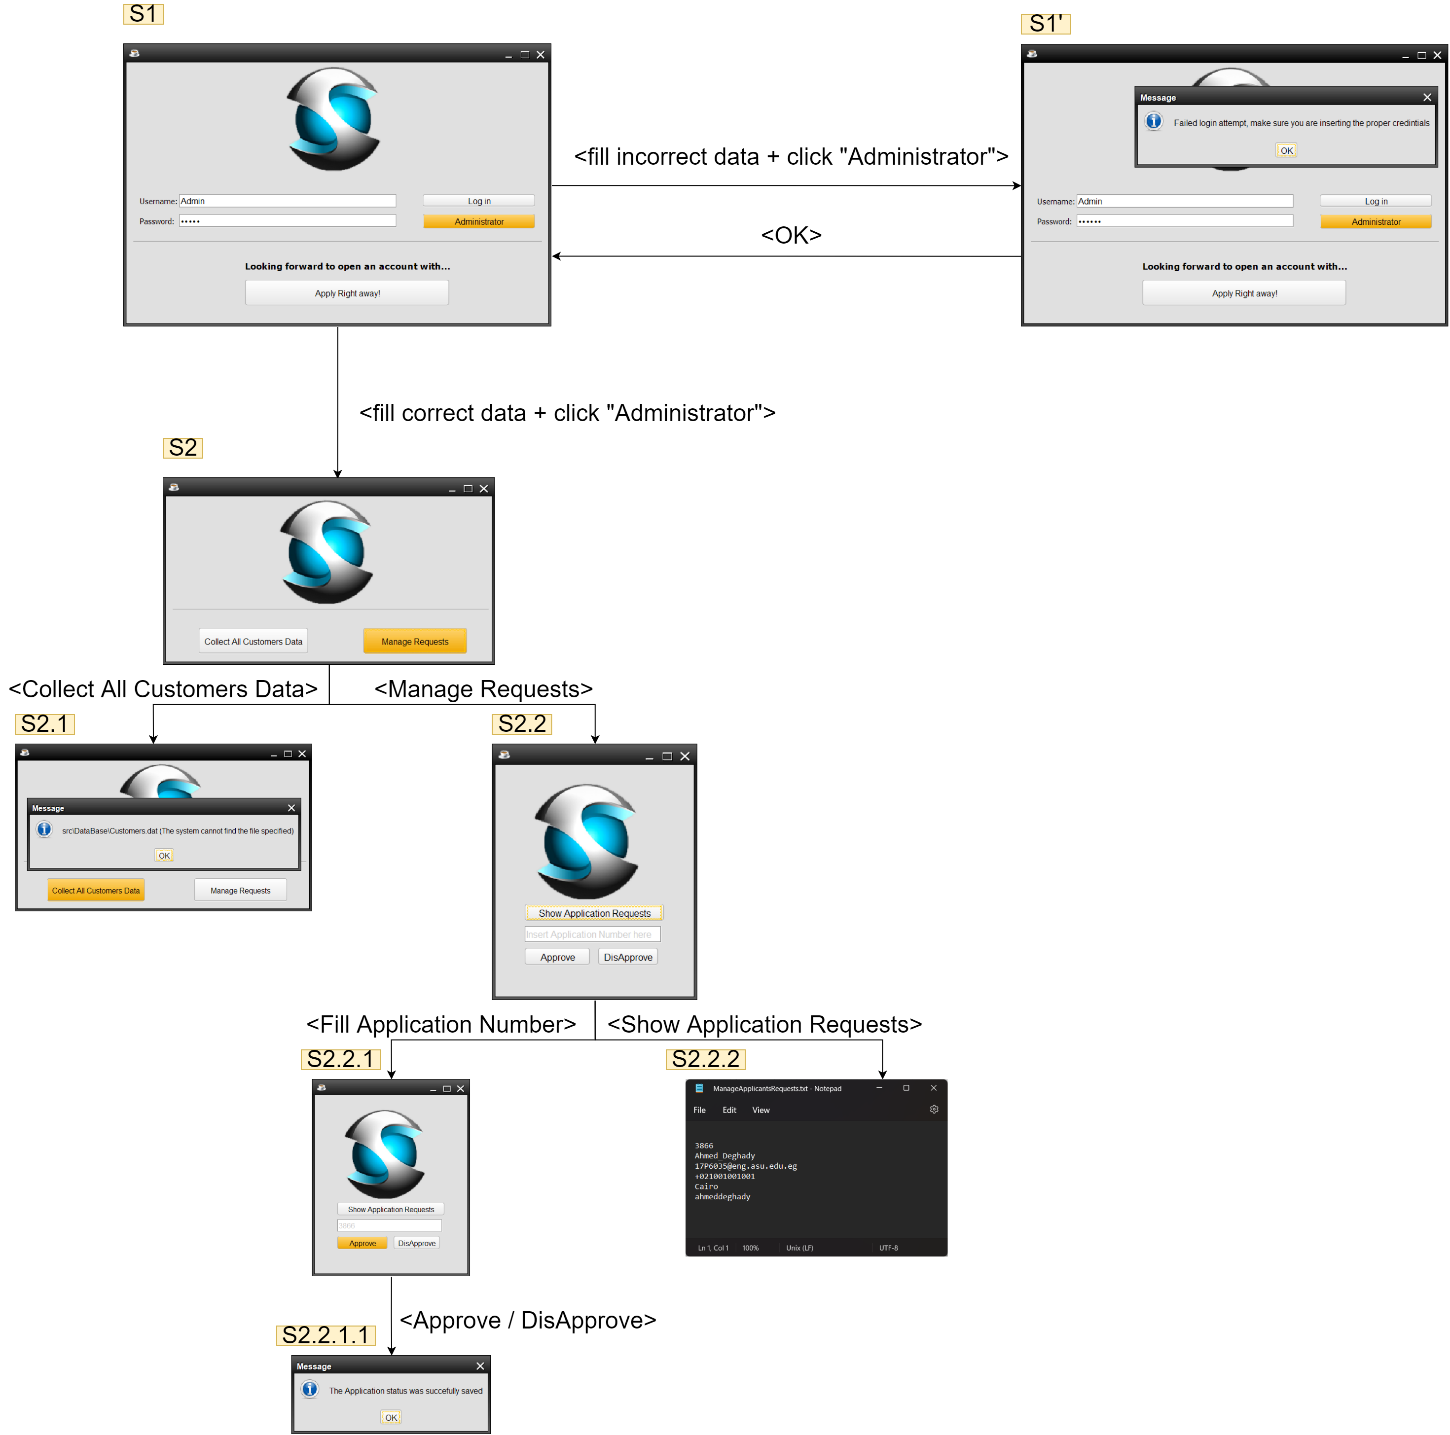 S1
S1'
Message
Failed login attempt, make sure you are inserting the proper credintials
OK
Username: Admin
Log in
Password: •••••
Administrator
Looking forward to open an account with...
Apply Right away!
<fill incorrect data + click "Administrator">
<OK>
Username: Admin
Log in
Password: ••••••
Administrator
Looking forward to open an account with...
Apply Right away!
<fill correct data + click "Administrator">
S2
Collect All Customers Data
Manage Requests
<Collect All Customers Data>
<Manage Requests>
S2.1
S2.2
Message
src\DataBase\Customers.dat (The system cannot find the file specified)
OK
Collect All Customers Data
Manage Requests
Show Application Requests
Insert Application Number here
Approve
DisApprove
<Fill Application Number>
<Show Application Requests>
S2.2.1
S2.2.2
Show Application Requests
3866
Approve
DisApprove
ManageApplicantsRequests.txt - Notepad
File Edit View
3866
Ahmed Deghady
17P6035@eng.asu.edu.eg
+021001001001
Cairo
ahmeddeghady
Ln 1, Col 1 100% Unix (LF) UTF-8
<Approve / DisApprove>
S2.2.1.1
Message
The Application status was succefully saved
OK